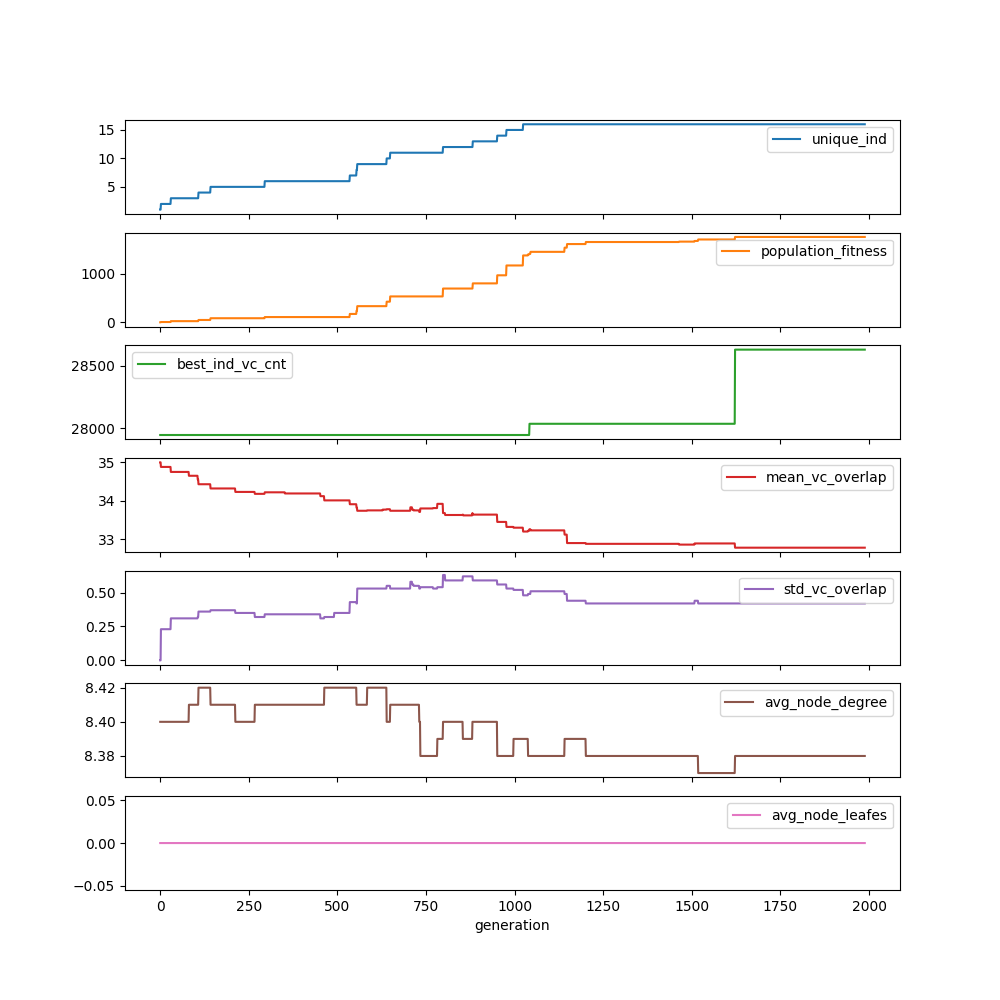 15
10
5
unique_ind
1000
0
population_fitness
28500
28000
best_ind_vc_cnt
35
34
33
mean_vc_overlap
0.50
0.25
0.00
std_vc_overlap
8.42
8.40
8.38
avg_node_degree
0.05
0.00
−0.05
avg_node_leafes
0 250 500 750 1000 1250 1500 1750 2000
generation